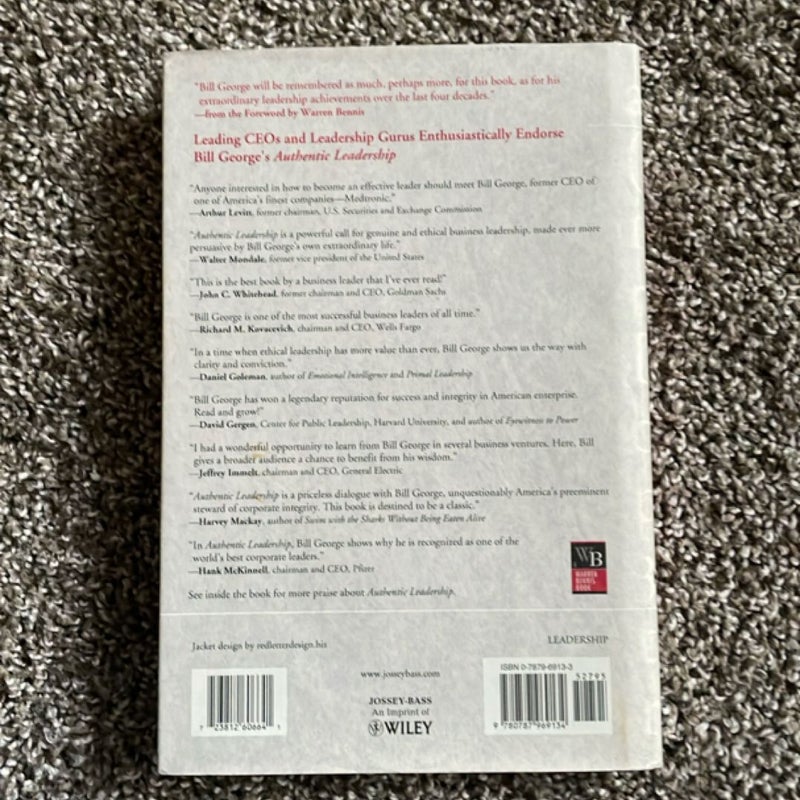 "Bill George will be remembered as much, perhaps more, for this book, as for his
extraordinary leadership achievements over the last four decades."
—from the Foreword by Warren Bennis
Leading CEOs and Leadership Gurus Enthusiastically Endorse
Bill George's Authentic Leadership
"Anyone interested in how to become an effective leader should meet Bill George, former CEO of
one of America's finest companies—Medtronic."
—Arthur Levitt, former chairman, U.S. Securities and Exchange Commission
"Authentic Leadership is a powerful call for genuine and ethical business leadership, made ever more
persuasive by Bill George's own extraordinary life."
—Walter Mondale, former vice president of the United States
"This is the best book by a business leader that I've ever read!"
—John C. Whitehead, former chairman and CEO, Goldman Sachs
"Bill George is one of the most successful business leaders of all time."
—Richard M. Kovacevich, chairman and CEO, Wells Fargo
"In a time when ethical leadership has more value than ever, Bill George shows us the way with
clarity and conviction."
—Daniel Goleman, author of Emotional Intelligence and Primal Leadership
"Bill George has won a legendary reputation for success and integrity in American enterprise.
Read and grow!"
—David Gergen, Center for Public Leadership, Harvard University, and author of Eyewitness to Power
"I had a wonderful opportunity to learn from Bill George in several business ventures. Here, Bill
gives a broader audience a chance to benefit from his wisdom."
—Jeffrey Immelt, chairman and CEO, General Electric
"Authentic Leadership is a priceless dialogue with Bill George, unquestionably America's preeminent
steward of corporate integrity. This book is destined to be a classic."
—Harvey Mackay, author of Swim with the Sharks Without Being Eaten Alive
"In Authentic Leadership, Bill George shows why he is recognized as one of the
world's best corporate leaders."
—Hank McKinnell, chairman and CEO, Pfizer
WB
WARREN
BENNIS
BOOK
See inside the book for more praise about Authentic Leadership.
Jacket design by redletterdesign.biz
LEADERSHIP
www.josseybass.com
JOSSEY-BASS
An Imprint of
WILEY
7 23812 60664 1
ISBN 0-7879-6913-3
52795
9 780787 969134